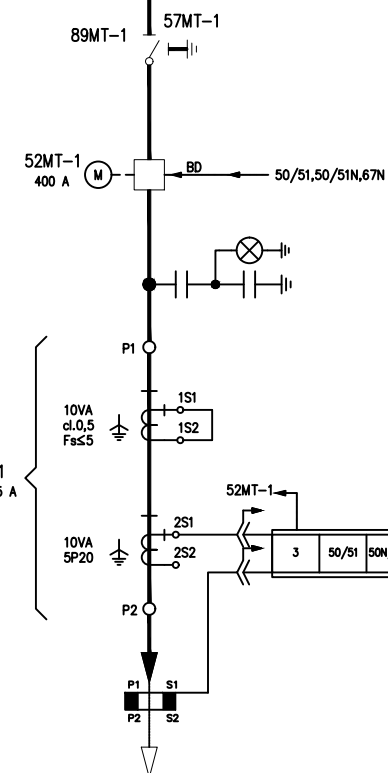 57MT-1
89MT-1
52MT-1
400 A
M
BD
50/51,50/51N,67N
P1
10VA
cl.0,5
Fs≤5
1S1
1S2
1
5 A
52MT-1
10VA
5P20
2S1
2S2
3
50/51
50N
P2
P1
S1
P2
S2